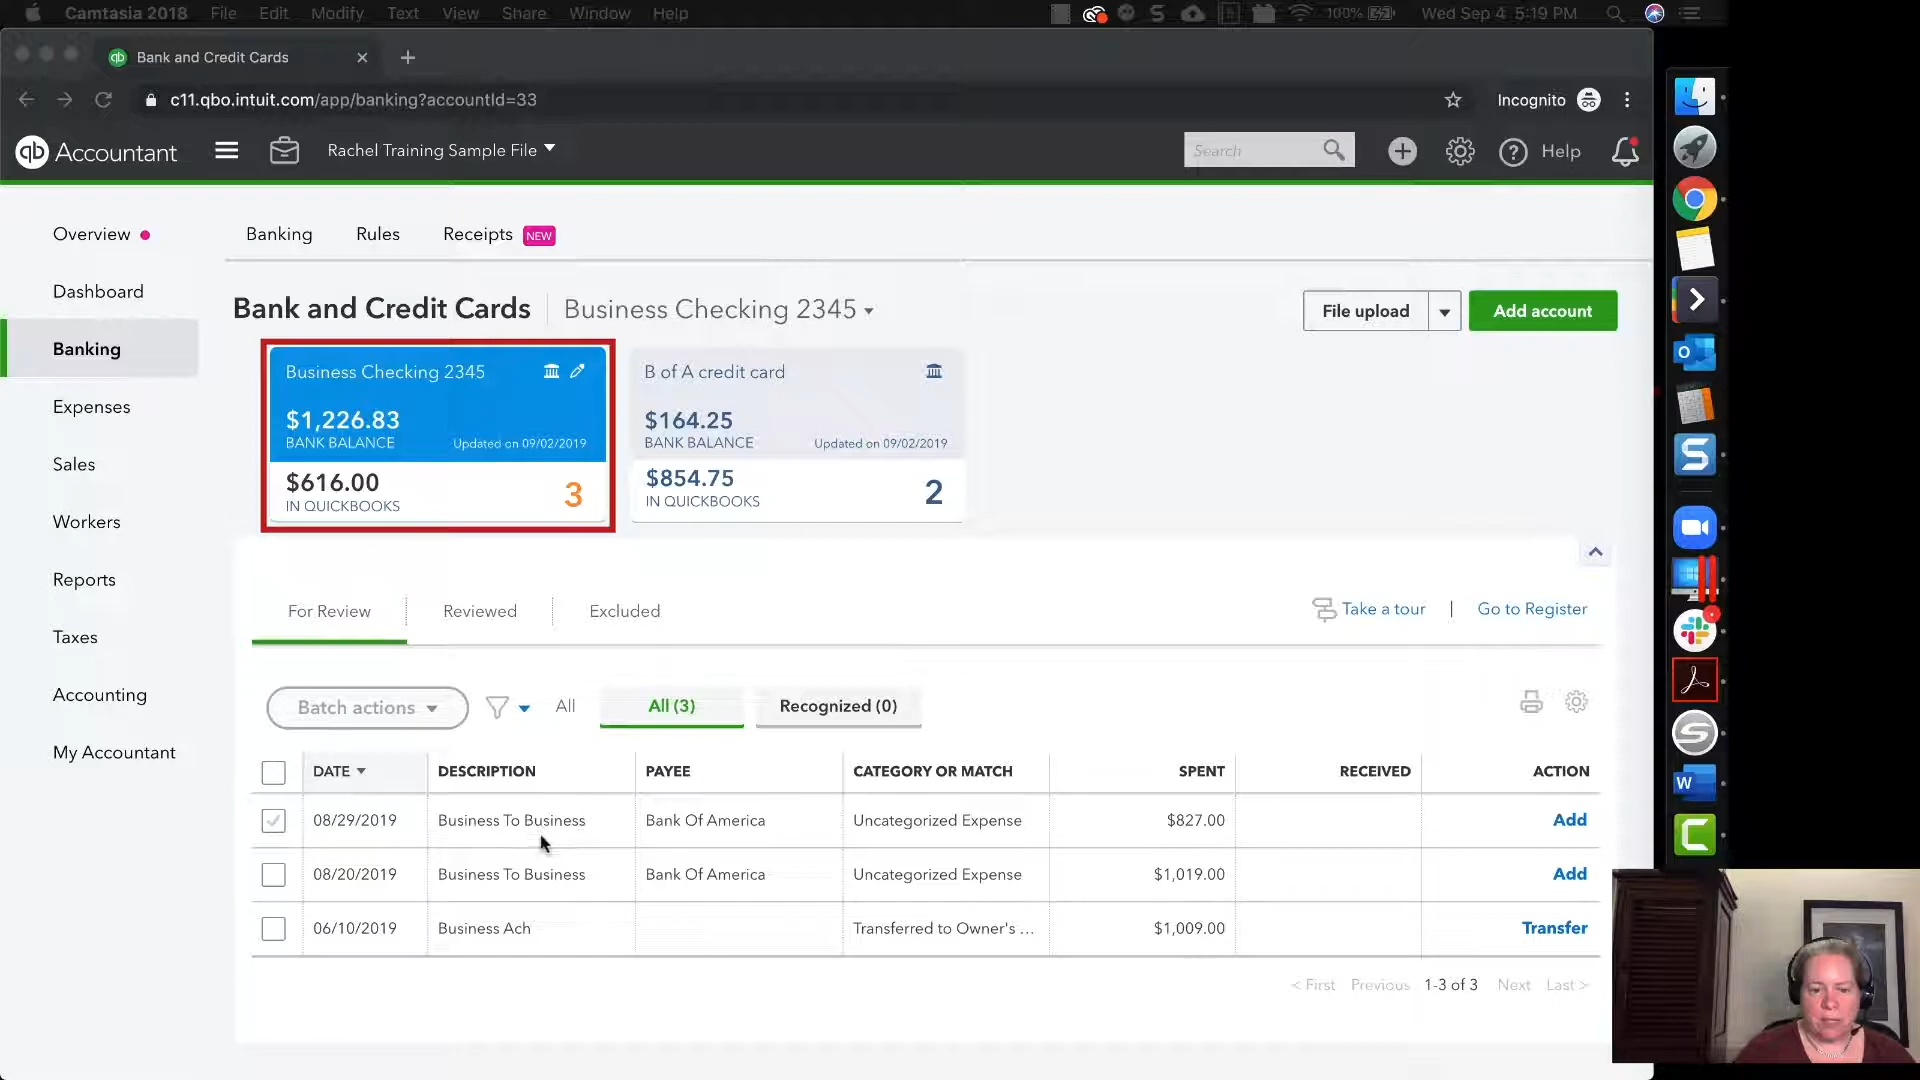 Camtasia 2018 File Edit Modify Text View Share Window Help 100% Wed Sep 4 5:19 PM
Bank and Credit Cards
c11.qbo.intuit.com/app/banking?accountId=33 Incognito
qb Accountant Rachel Training Sample File Search Help
Overview
Dashboard
Banking
Expenses
Sales
Workers
Reports
Taxes
Accounting
My Accountant
Banking Rules Receipts NEW
Bank and Credit Cards Business Checking 2345 File upload Add account
Business Checking 2345
$1,226.83
BANK BALANCE Updated on 09/02/2019
$616.00
IN QUICKBOOKS 3
B of A credit card
$164.25
BANK BALANCE Updated on 09/02/2019
$854.75
IN QUICKBOOKS 2
For Review Reviewed Excluded Take a tour | Go to Register
Batch actions All All (3) Recognized (0)
DATE DESCRIPTION PAYEE CATEGORY OR MATCH SPENT RECEIVED ACTION
08/29/2019 Business To Business Bank Of America Uncategorized Expense $827.00 Add
08/20/2019 Business To Business Bank Of America Uncategorized Expense $1,019.00 Add
06/10/2019 Business Ach Transferred to Owner's ... $1,009.00 Transfer
< First Previous 1-3 of 3 Next Last >